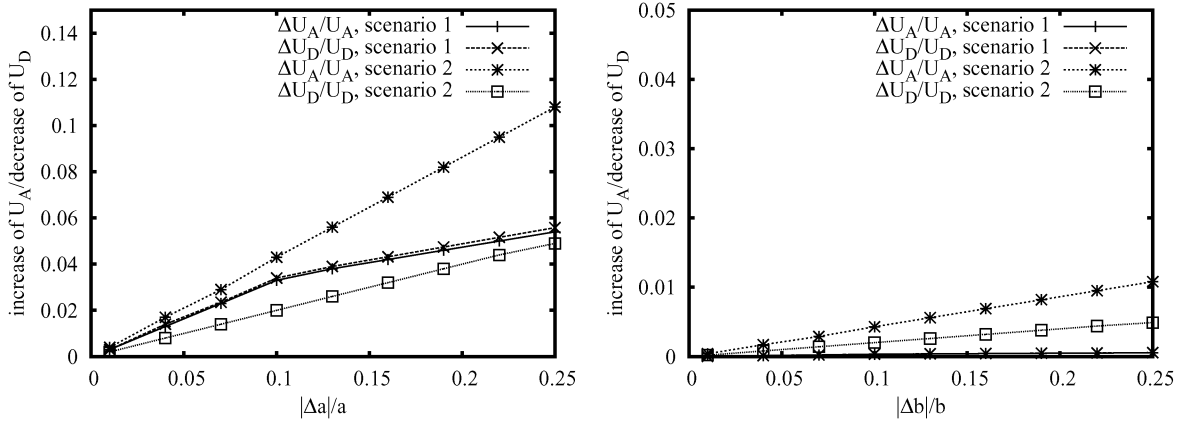 increase of U_A/decrease of U_D
0.14
0.12
0.1
0.08
0.06
0.04
0.02
0
ΔU_A/U_A, scenario 1
ΔU_D/U_D, scenario 1
ΔU_A/U_A, scenario 2
ΔU_D/U_D, scenario 2
0 0.05 0.1 0.15 0.2 0.25
|Δa|/a
increase of U_A/decrease of U_D
0.05
0.04
0.03
0.02
0.01
0
ΔU_A/U_A, scenario 1
ΔU_D/U_D, scenario 1
ΔU_A/U_A, scenario 2
ΔU_D/U_D, scenario 2
0 0.05 0.1 0.15 0.2 0.25
|Δb|/b